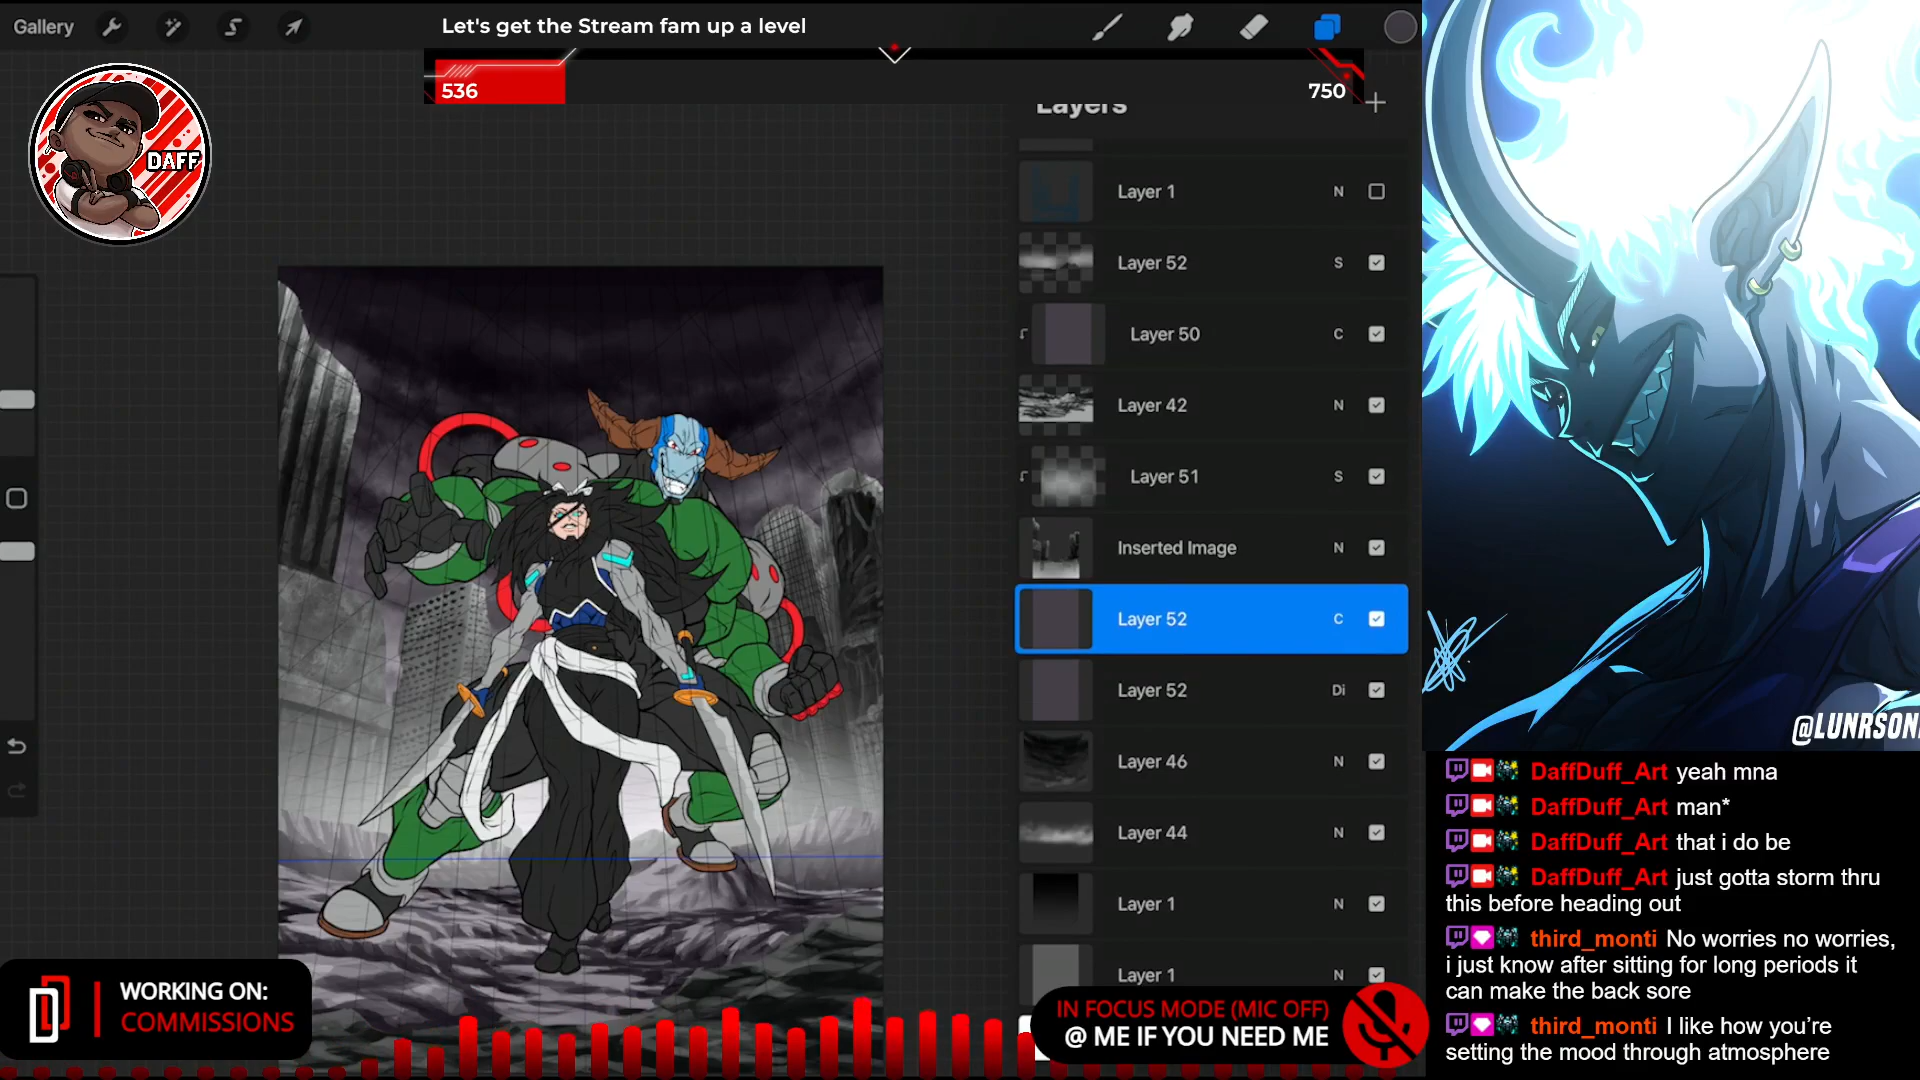 Gallery
Let's get the Stream fam up a level
536
750
DAFF
Layers
Layer 1 N
Layer 52 S
Layer 50 C
Layer 42 N
Layer 51 S
Inserted Image N
Layer 52 C
Layer 52 Di
Layer 46 N
Layer 44 N
Layer 1 N
Layer 1 N
WORKING ON:
COMMISSIONS
IN FOCUS MODE (MIC OFF)
@ ME IF YOU NEED ME
@LUNRSON
DaffDuff_Art yeah mna
DaffDuff_Art man*
DaffDuff_Art that i do be
DaffDuff_Art just gotta storm thru
this before heading out
third_monti No worries no worries,
i just know after sitting for long periods it
can make the back sore
third_monti I like how you're
setting the mood through atmosphere